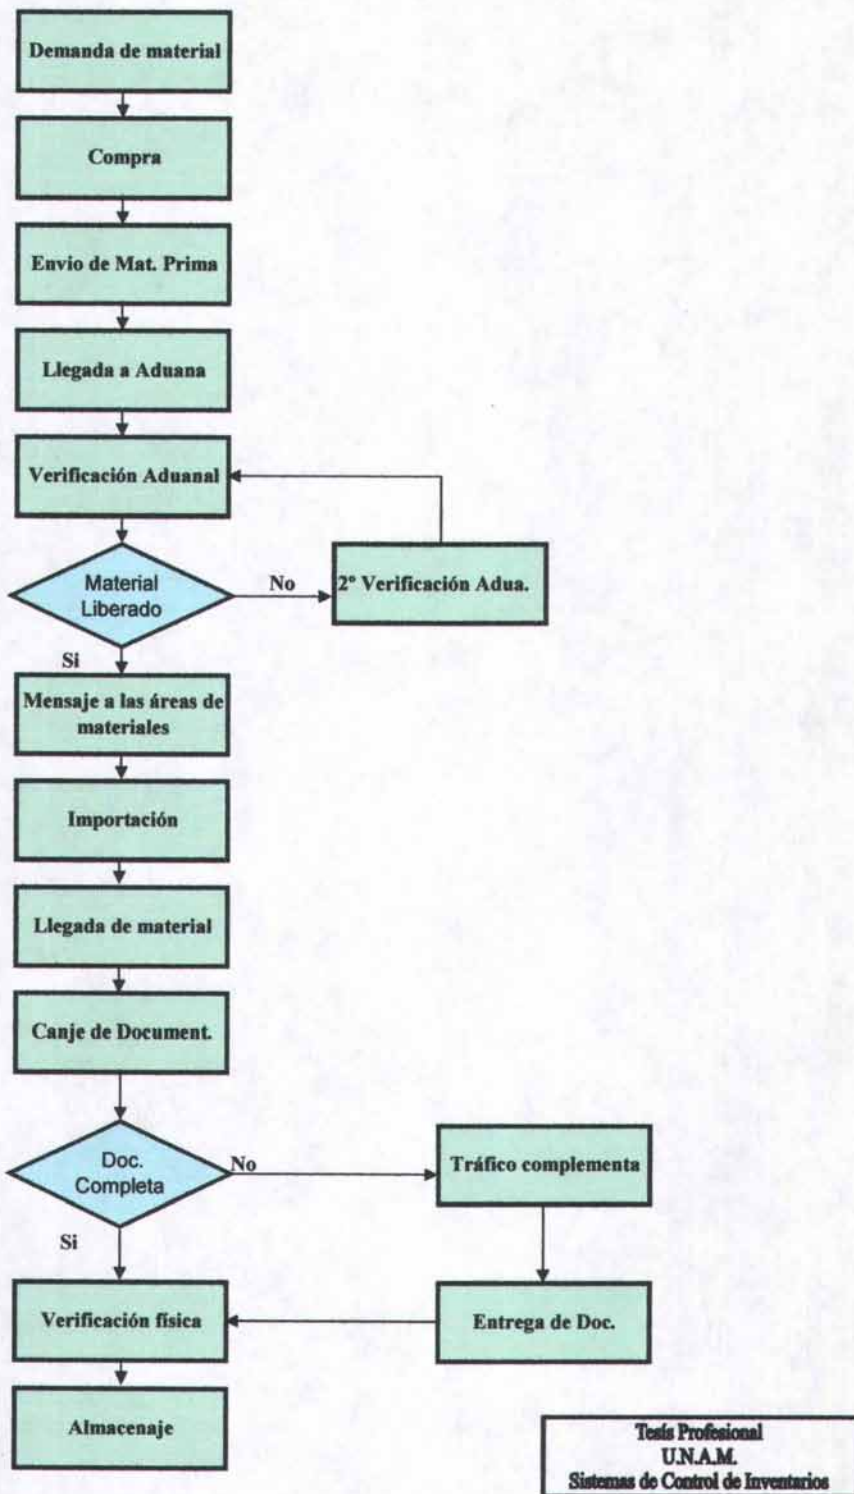 Demanda de material
Compra
Envio de Mat. Prima
Llegada a Aduana
Verificación Aduanal
Material
Liberado
No
2º Verificación Adua.
Si
Mensaje a las áreas de
materiales
Importación
Llegada de material
Canje de Document.
Doc.
Completa
No
Tráfico complementa
Si
Verificación física
Entrega de Doc.
Almacenaje
Tesís Profesional
U.N.A.M.
Sistemas de Control de Inventarios